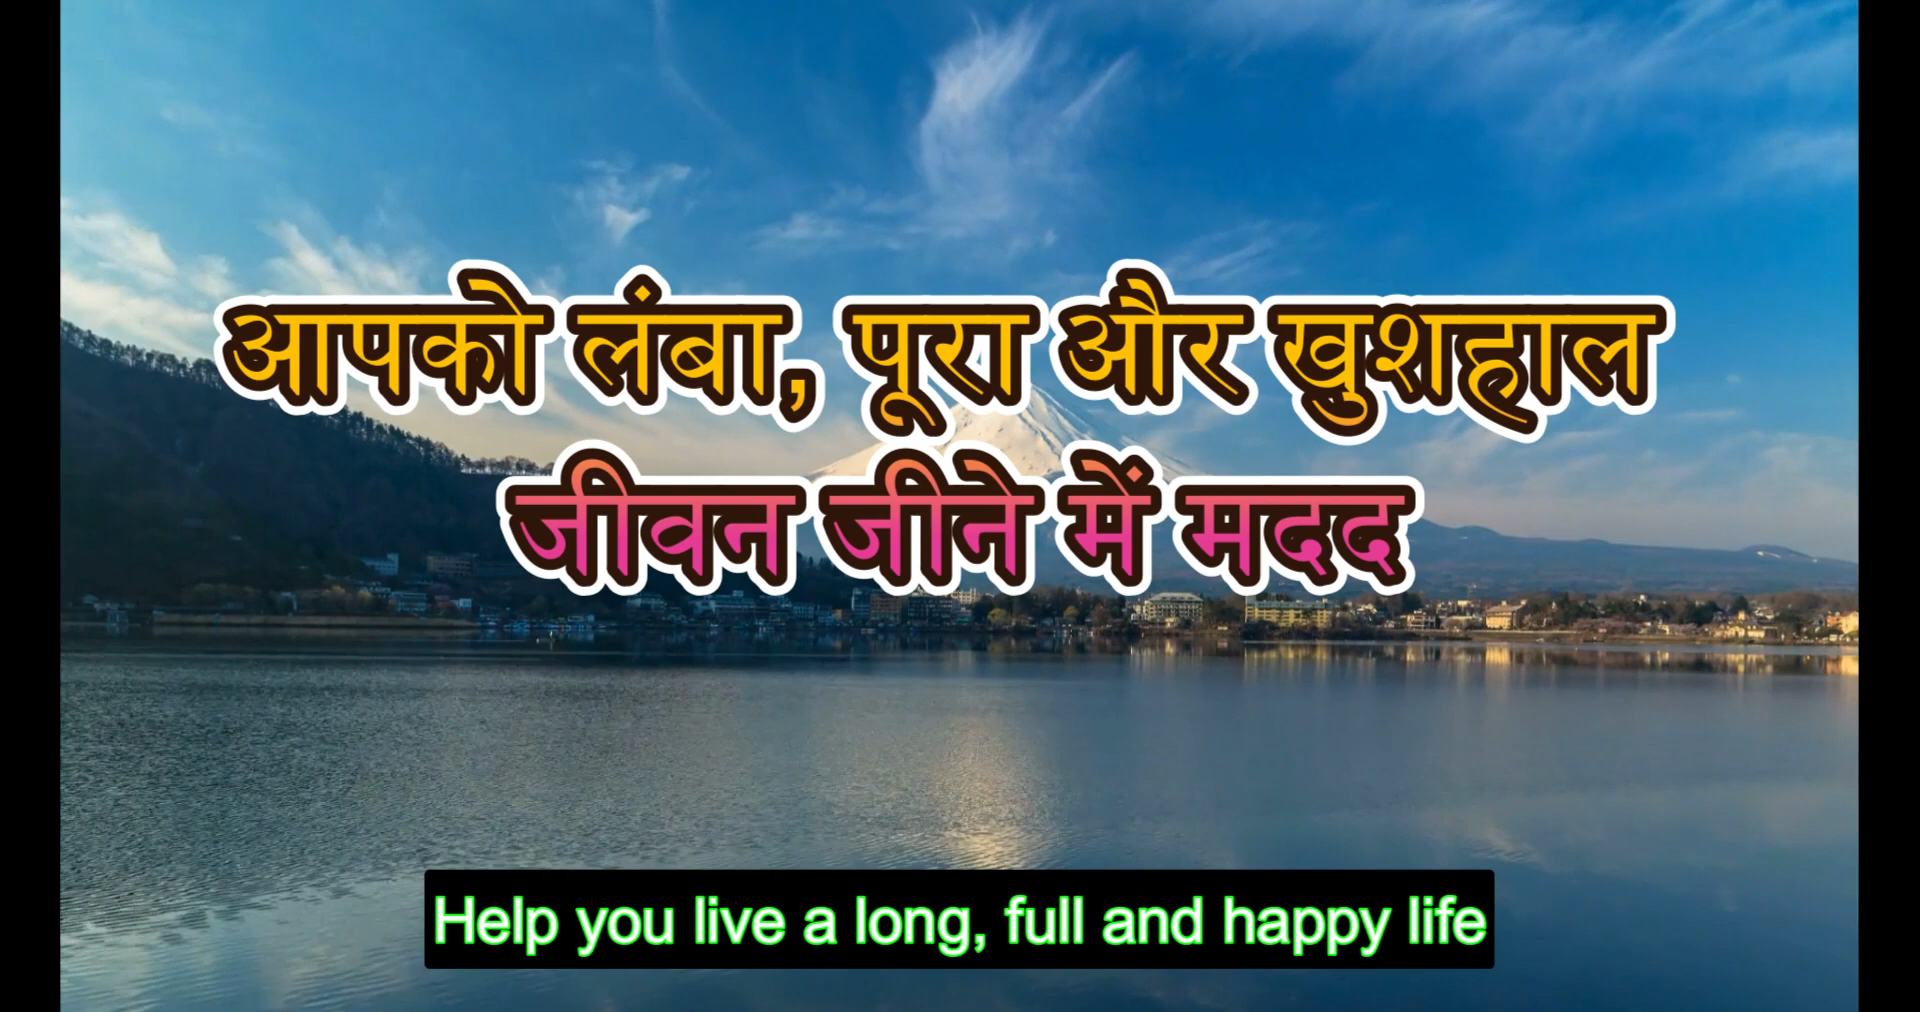 आपको लंबा, पूरा और खुशहाल
जीवन जीने में मदद
Help you live a long, full and happy life